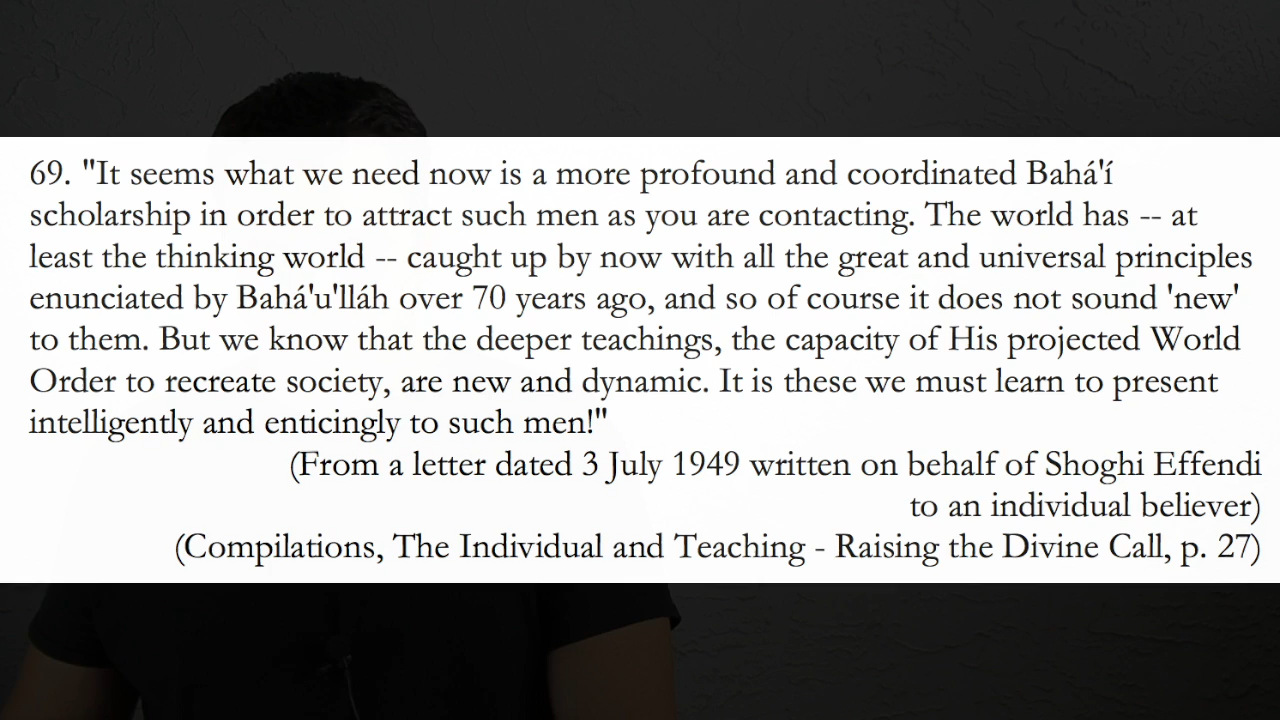 69. "It seems what we need now is a more profound and coordinated Bahá'í
scholarship in order to attract such men as you are contacting. The world has -- at
least the thinking world -- caught up by now with all the great and universal principles
enunciated by Bahá'u'lláh over 70 years ago, and so of course it does not sound 'new'
to them. But we know that the deeper teachings, the capacity of His projected World
Order to recreate society, are new and dynamic. It is these we must learn to present
intelligently and enticingly to such men!"
(From a letter dated 3 July 1949 written on behalf of Shoghi Effendi
to an individual believer)
(Compilations, The Individual and Teaching - Raising the Divine Call, p. 27)